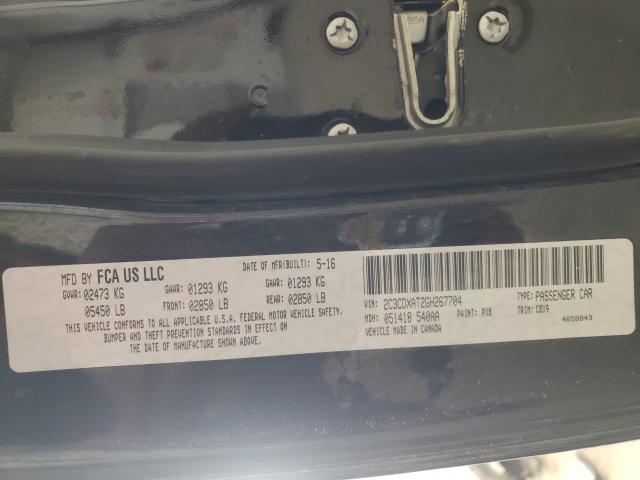 86A
MFD BY FCA US LLC DATE OF MFR(BUILT): 5-16
GVWR: 02473 KG GAWR: 01293 KG GAWR: 01293 KG
05450 LB FRONT: 02850 LB REAR: 02850 LB
THIS VEHICLE CONFORMS TO ALL APPLICABLE U.S.A. FEDERAL MOTOR VEHICLE SAFETY,
BUMPER AND THEFT PREVENTION STANDARDS IN EFFECT ON
THE DATE OF MANUFACTURE SHOWN ABOVE.
VIN: 2C3CDXAT2GH267704 TYPE: PASSENGER CAR
MDH: 051418 540AA PAINT: PX8 TRIM: CBX9
VEHICLE MADE IN CANADA 4658843